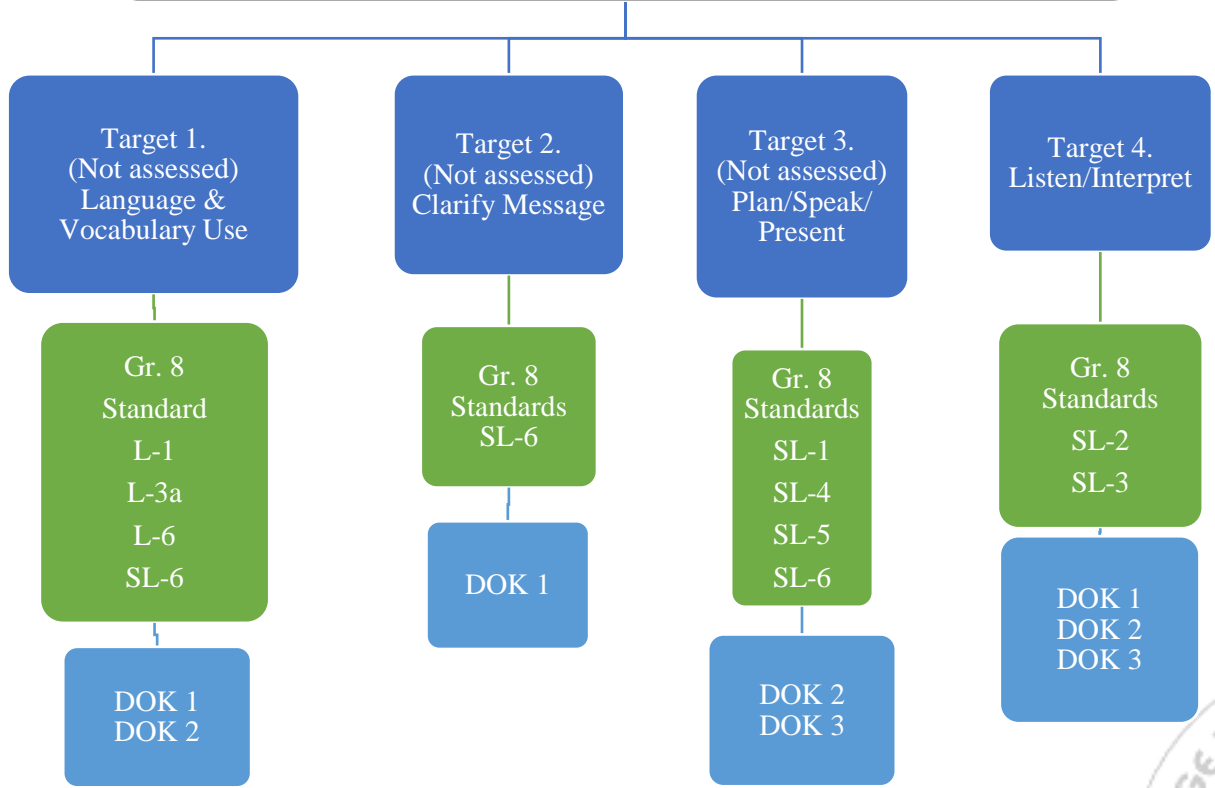 Target 1.
(Not assessed)
Language &
Vocabulary Use
Target 2.
(Not assessed)
Clarify Message
Target 3.
(Not assessed)
Plan/Speak/
Present
Target 4.
Listen/Interpret
Gr. 8
Standard
L-1
L-3a
L-6
SL-6
Gr. 8
Standards
SL-6
Gr. 8
Standards
SL-1
SL-4
SL-5
SL-6
Gr. 8
Standards
SL-2
SL-3
DOK 1
DOK 2
DOK 1
DOK 2
DOK 3
DOK 1
DOK 2
DOK 3